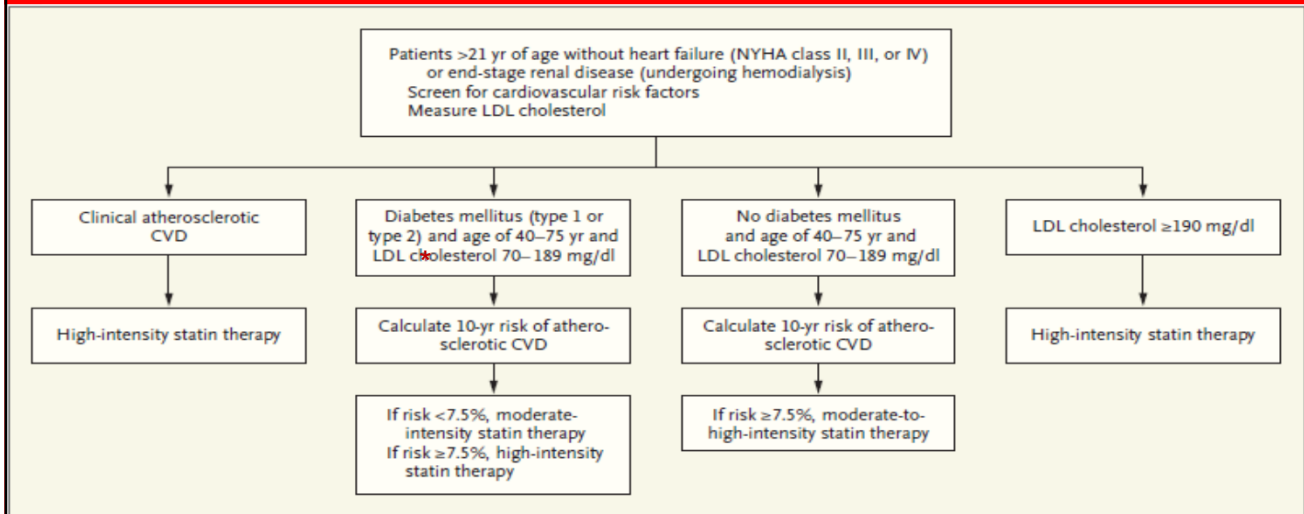 Patients >21 yr of age without heart failure (NYHA class II, III, or IV)
or end-stage renal disease (undergoing hemodialysis)
Screen for cardiovascular risk factors
Measure LDL cholesterol
Clinical atherosclerotic
CVD
High-intensity statin therapy
Diabetes mellitus (type 1 or
type 2) and age of 40–75 yr and
LDL cholesterol 70–189 mg/dl
*
Calculate 10-yr risk of athero-
sclerotic CVD
If risk <7.5%, moderate-
intensity statin therapy
If risk ≥7.5%, high-intensity
statin therapy
No diabetes mellitus
and age of 40–75 yr and
LDL cholesterol 70–189 mg/dl
Calculate 10-yr risk of athero-
sclerotic CVD
If risk ≥7.5%, moderate-to-
high-intensity statin therapy
LDL cholesterol ≥190 mg/dl
High-intensity statin therapy